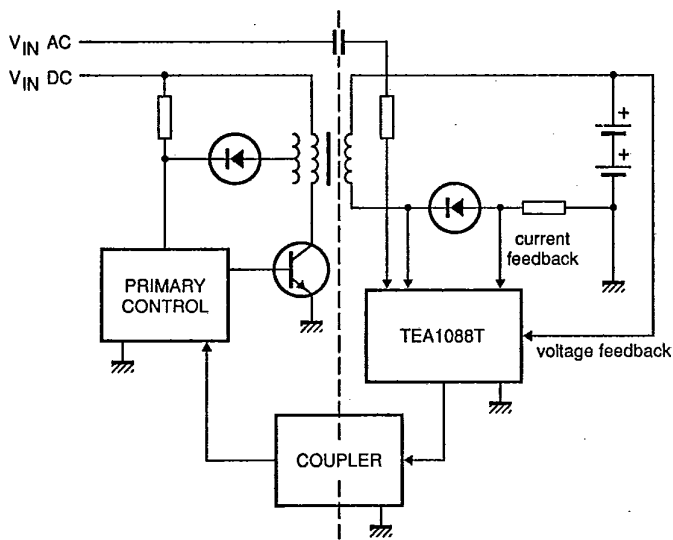 V_IN AC
V_IN DC
+
+
current
feedback
PRIMARY
CONTROL
TEA1088T
voltage feedback
COUPLER